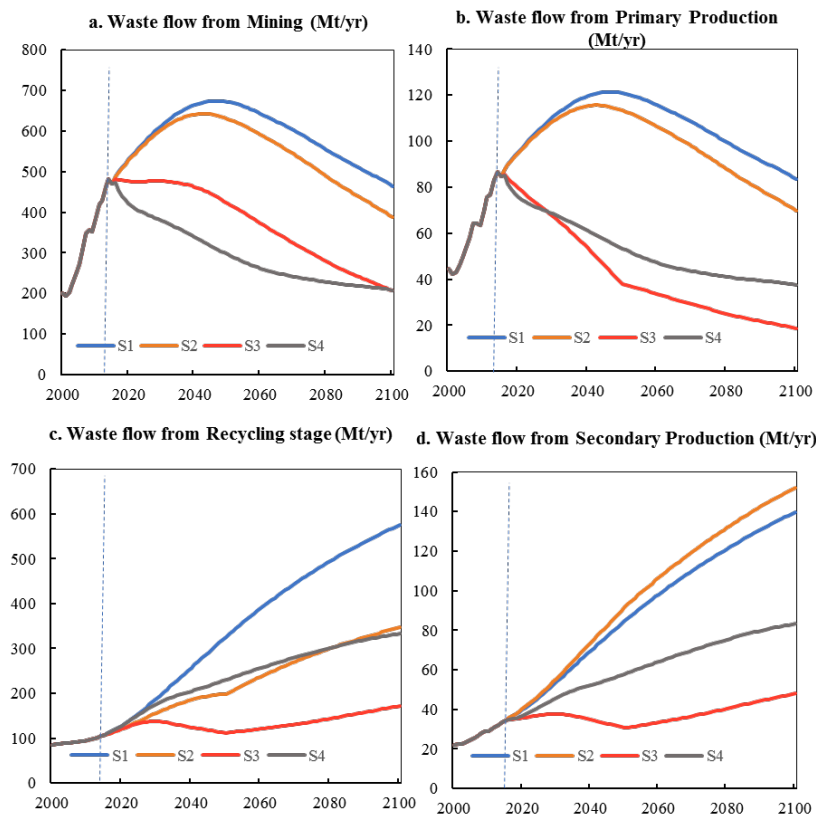 a. Waste flow from Mining (Mt/yr)
800
700
600
500
400
300
200
100
0
S1 S2 S3 S4
2000 2020 2040 2060 2080 2100
b. Waste flow from Primary Production
(Mt/yr)
140
120
100
80
60
40
20
0
S1 S2 S3 S4
2000 2020 2040 2060 2080 2100
c. Waste flow from Recycling stage (Mt/yr)
700
600
500
400
300
200
100
0
S1 S2 S3 S4
2000 2020 2040 2060 2080 2100
d. Waste flow from Secondary Production (Mt/yr)
160
140
120
100
80
60
40
20
0
S1 S2 S3 S4
2000 2020 2040 2060 2080 2100